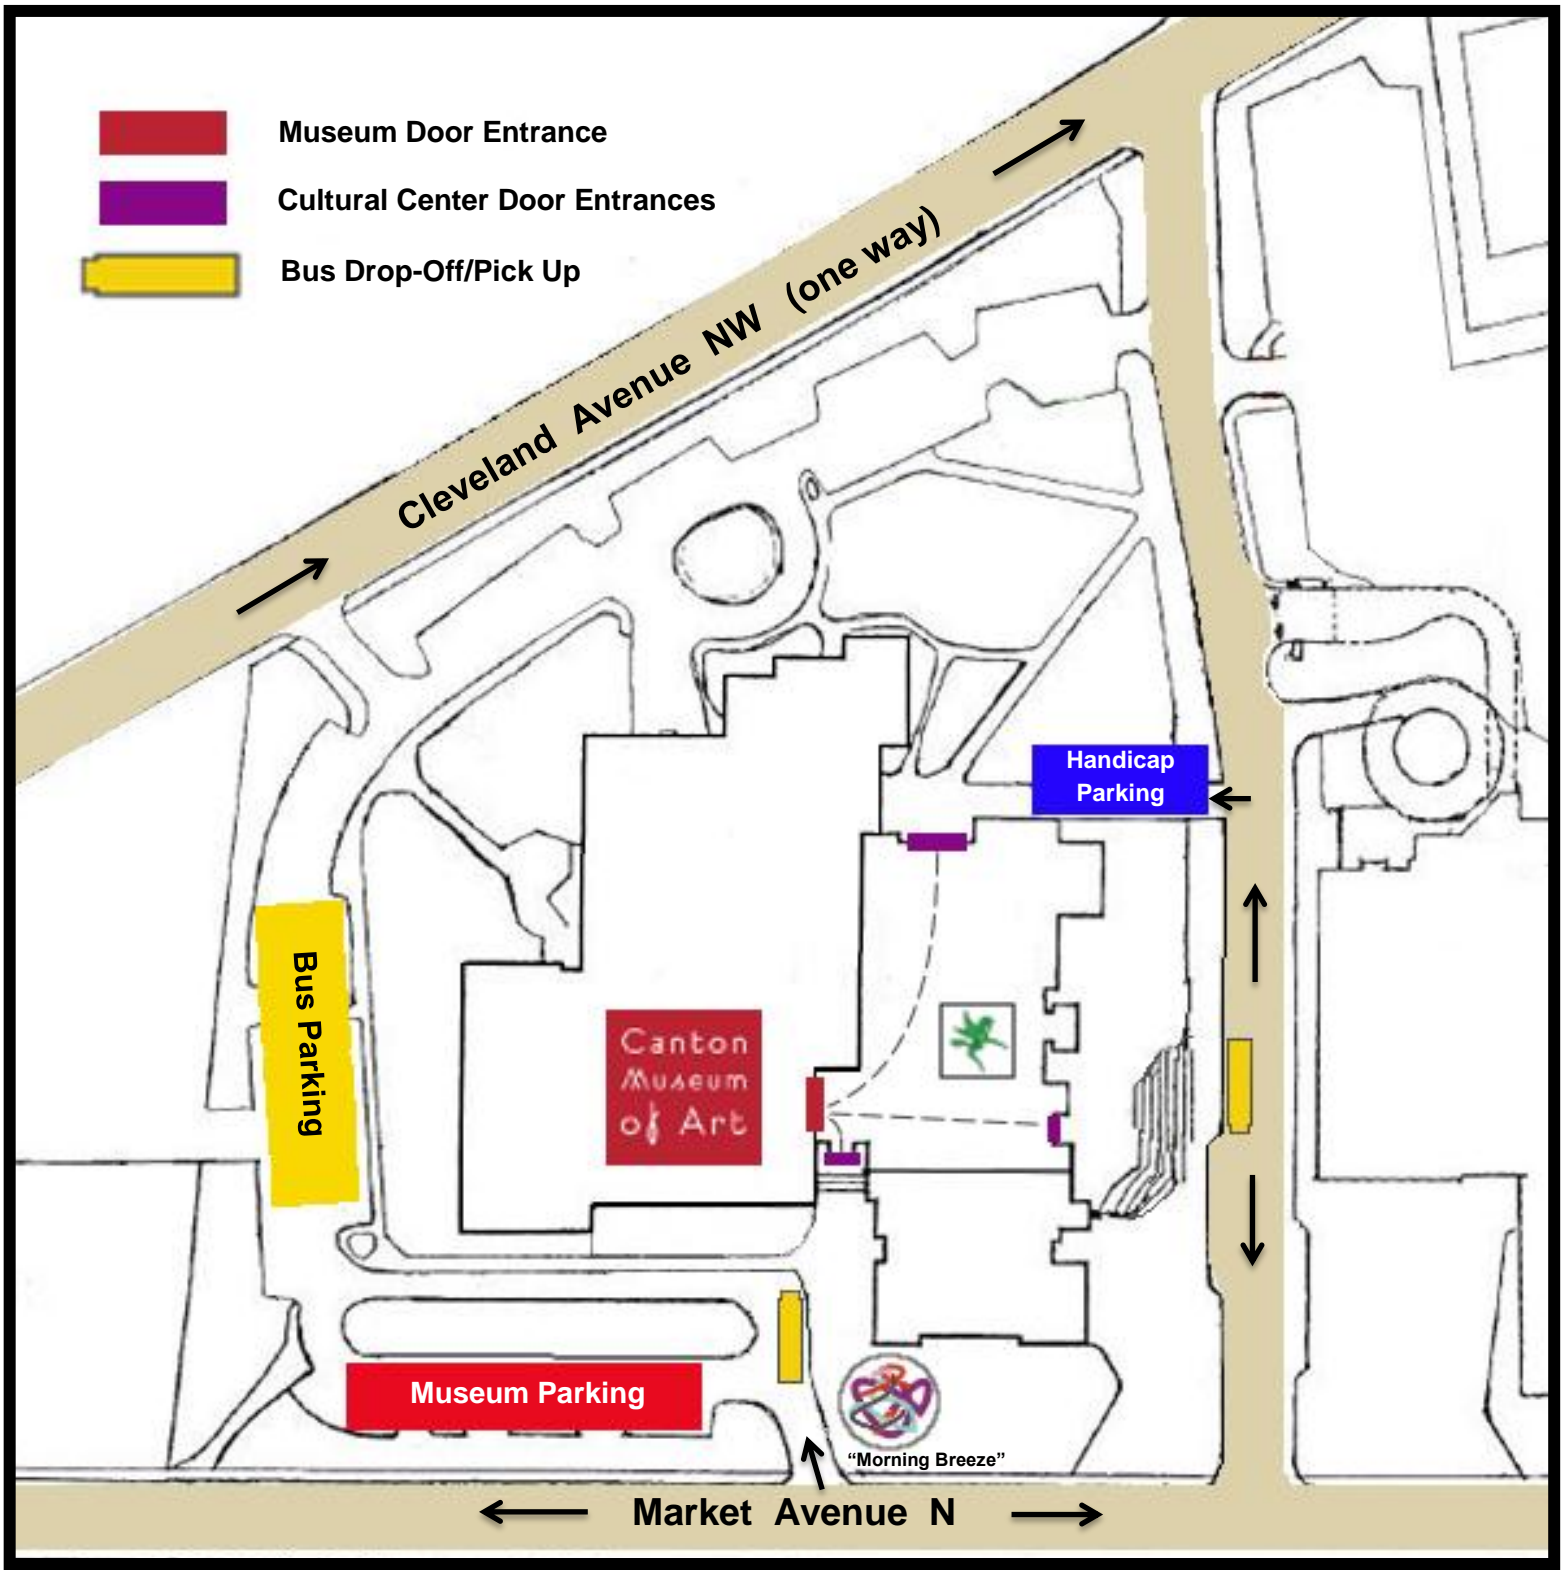 Museum Door Entrance
Cultural Center Door Entrances
Bus Drop-Off/Pick Up
Cleveland Avenue NW (one way)
Handicap
Parking
Bus Parking
Canton
Museum
of Art
Museum Parking
“Morning Breeze”
Market Avenue N